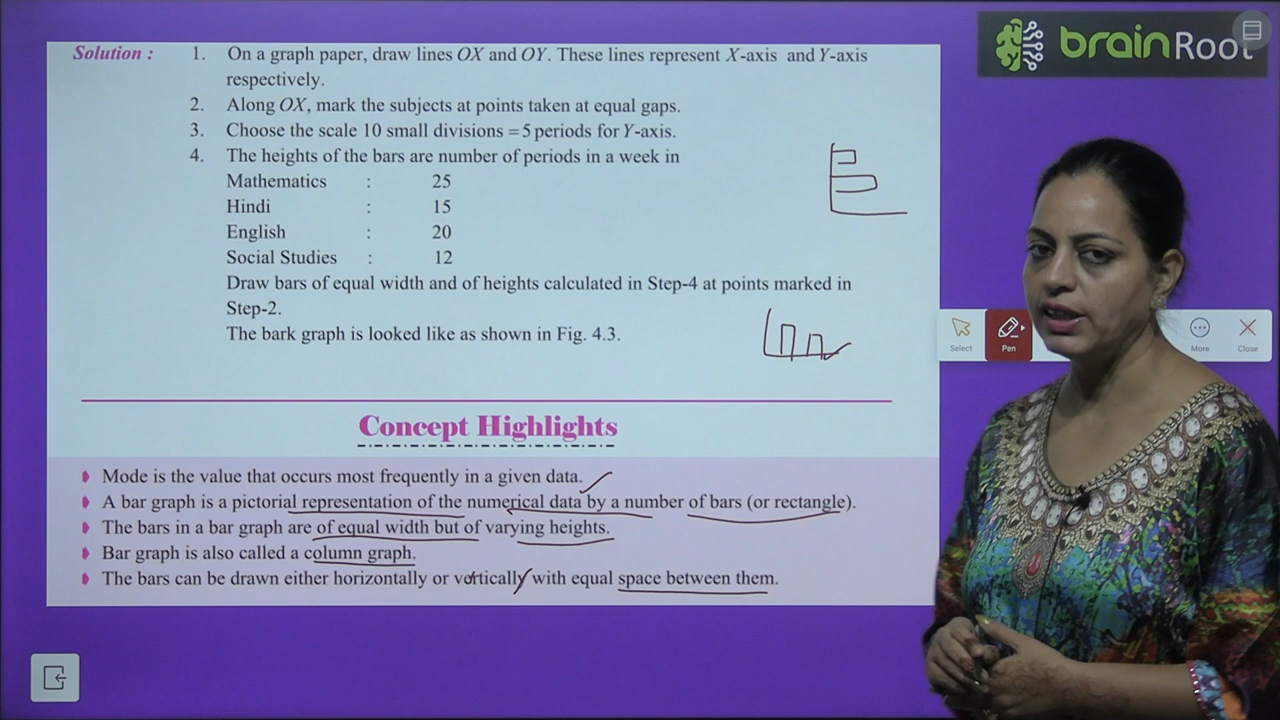 brainRoot
Solution : 1. On a graph paper, draw lines OX and OY. These lines represent X-axis and Y-axis
respectively.
2. Along OX, mark the subjects at points taken at equal gaps.
3. Choose the scale 10 small divisions = 5 periods for Y-axis.
4. The heights of the bars are number of periods in a week in
Mathematics : 25
Hindi : 15
English : 20
Social Studies : 12
Draw bars of equal width and of heights calculated in Step-4 at points marked in
Step-2.
The bark graph is looked like as shown in Fig. 4.3.
Select Pen More Close
Concept Highlights
Mode is the value that occurs most frequently in a given data.
A bar graph is a pictorial representation of the numerical data by a number of bars (or rectangle).
The bars in a bar graph are of equal width but of varying heights.
Bar graph is also called a column graph.
The bars can be drawn either horizontally or vertically with equal space between them.